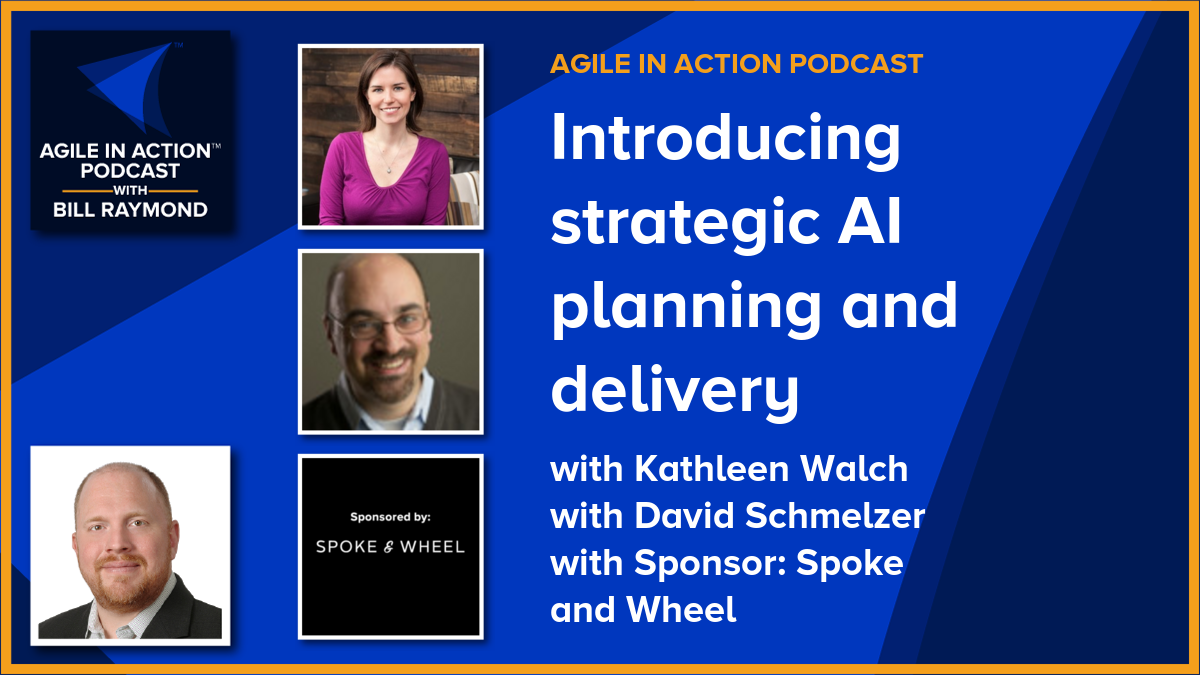 AGILE IN ACTION™
PODCAST
WITH
BILL RAYMOND
TM
Sponsored by:
SPOKE & WHEEL
AGILE IN ACTION PODCAST
Introducing
strategic AI
planning and
delivery
with Kathleen Walch
with David Schmelzer
with Sponsor: Spoke
and Wheel